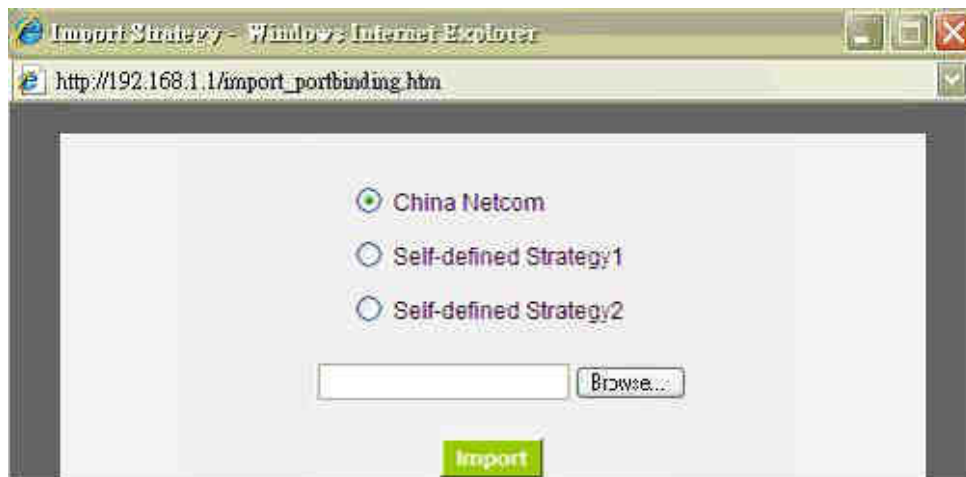 Import Strategy - Windows Internet Explorer
http://192.168.1.1/import_portbinding.htm
China Netcom
Self-defined Strategy1
Self-defined Strategy2
Browse...
Import